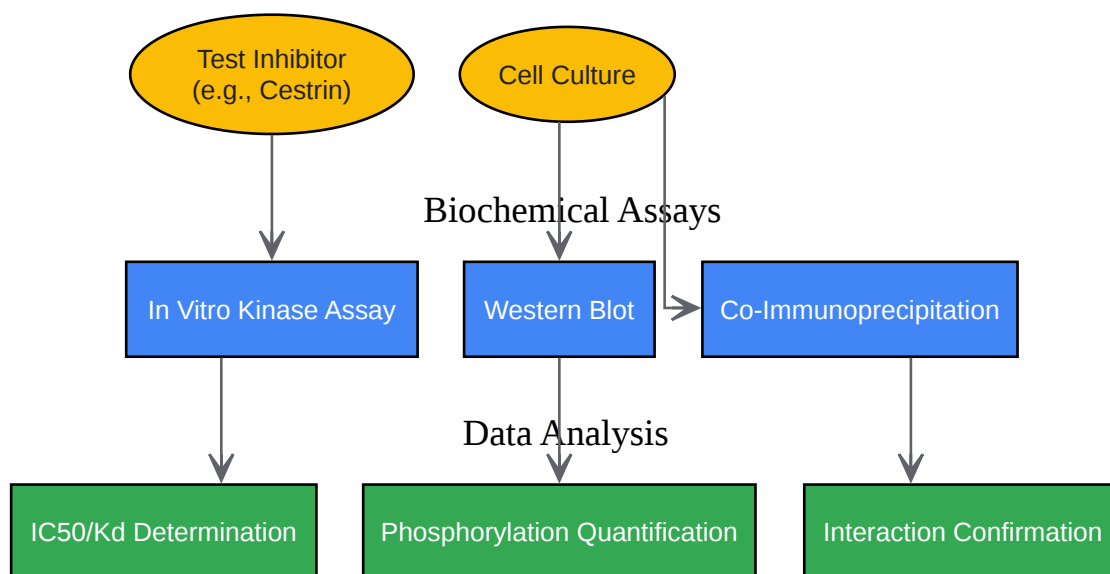 Test Inhibitor
(e.g., Cestrin)
Cell Culture
Biochemical Assays
In Vitro Kinase Assay
Western Blot
Co-Immunoprecipitation
Data Analysis
IC50/Kd Determination
Phosphorylation Quantification
Interaction Confirmation